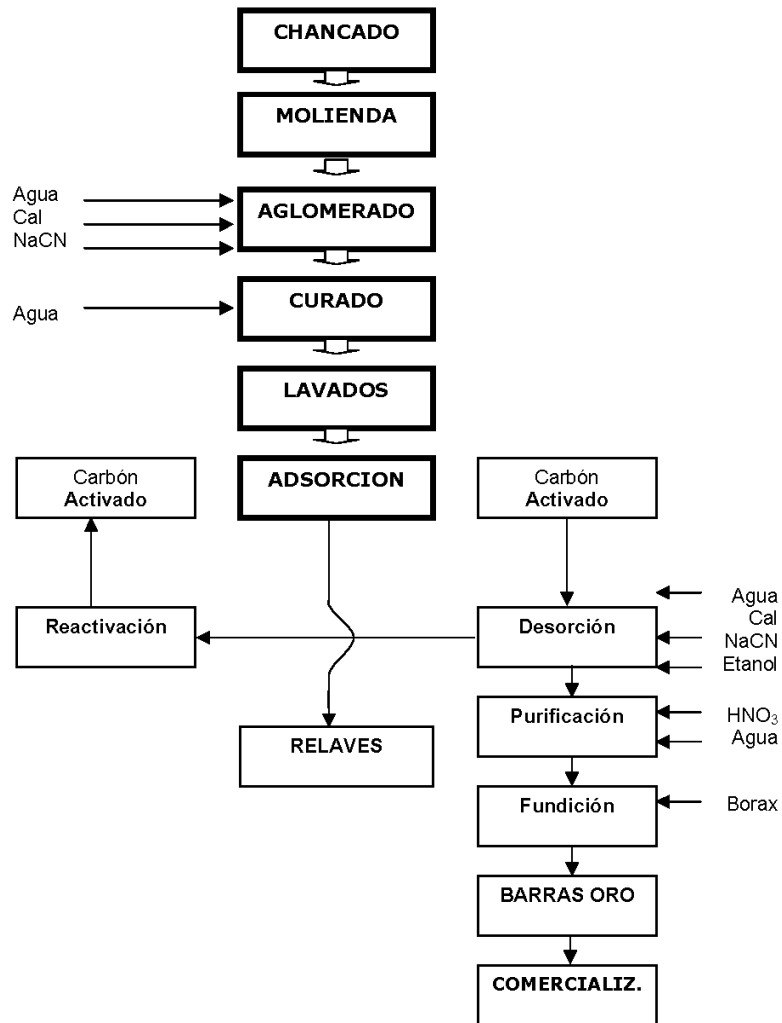 CHANCADO
MOLIENDA
Agua
Cal
NaCN
AGLOMERADO
Agua
CURADO
LAVADOS
Carbón
Activado
ADSORCION
Carbón
Activado
Reactivación
Desorción
Agua
Cal
NaCN
Etanol
RELAVES
Purificación
HNO₃
Agua
Fundición
Borax
BARRAS ORO
COMERCIALIZ.